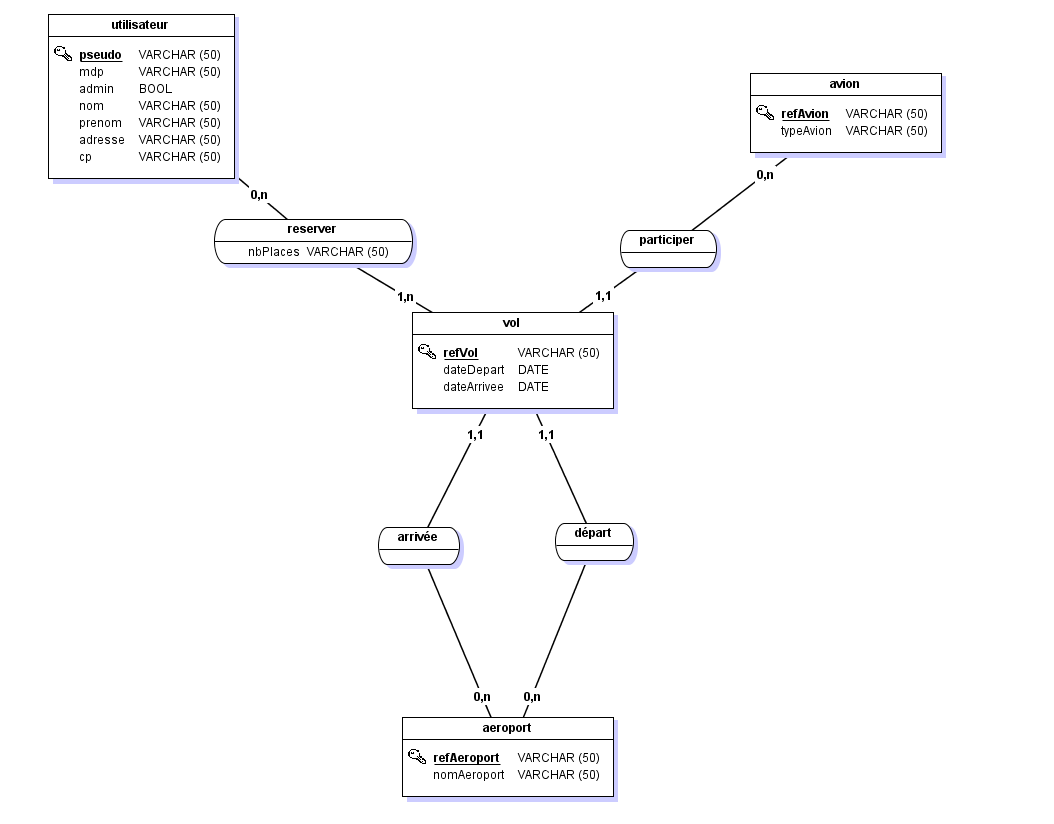 utilisateur
pseudo VARCHAR (50)
mdp VARCHAR (50)
admin BOOL
nom VARCHAR (50)
prenom VARCHAR (50)
adresse VARCHAR (50)
cp VARCHAR (50)
avion
refAvion VARCHAR (50)
typeAvion VARCHAR (50)
0,n
0,n
reserver
nbPlaces VARCHAR (50)
participer
1,n
1,1
vol
refVol VARCHAR (50)
dateDepart DATE
dateArrivee DATE
1,1
1,1
arrivée
départ
0,n
0,n
aeroport
refAeroport VARCHAR (50)
nomAeroport VARCHAR (50)